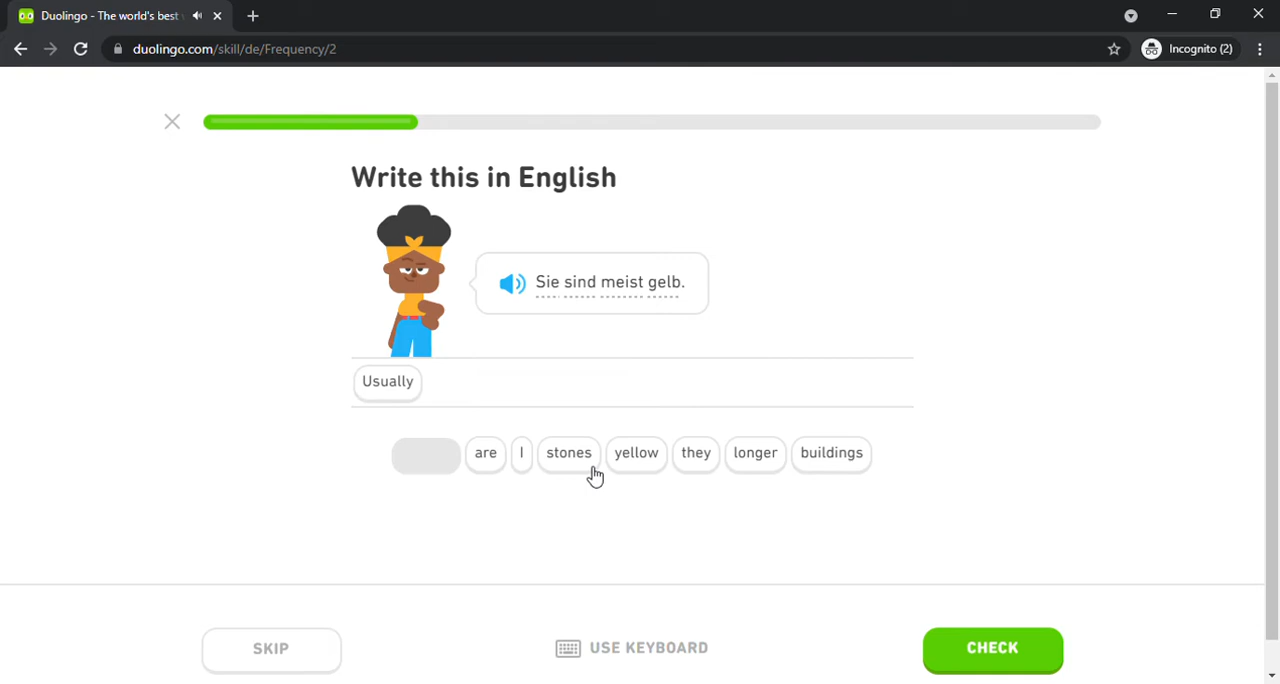 Duolingo - The world's best
duolingo.com/skill/de/Frequency/2
Incognito (2)
Write this in English
Sie sind meist gelb.
Usually
are I stones yellow they longer buildings
SKIP
USE KEYBOARD
CHECK